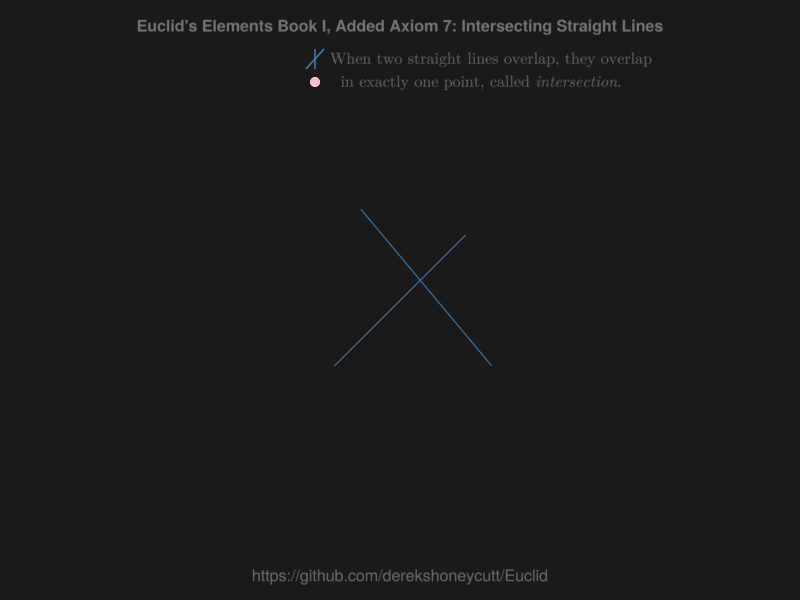 Euclid's Elements Book I, Added Axiom 7: Intersecting Straight Lines
When two straight lines overlap, they overlap
in exactly one point, called intersection.
https://github.com/derekshoneycutt/Euclid